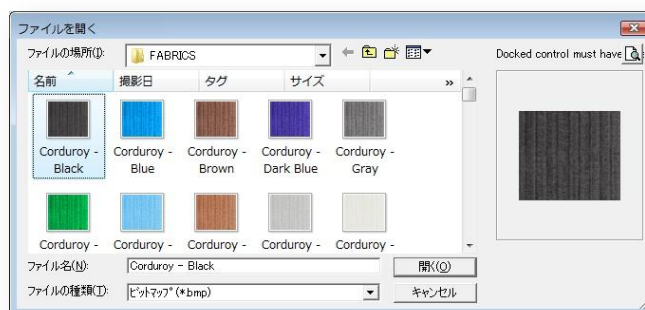 ファイルを開く
ファイルの場所(I):
FABRICS
Docked control must have
名前
撮影日
タグ
サイズ
»
Corduroy - Black
Corduroy - Blue
Corduroy - Brown
Corduroy - Dark Blue
Corduroy - Gray
Corduroy -
Corduroy -
Corduroy -
Corduroy -
Corduroy -
ファイル名(N):
Corduroy - Black
開く(O)
ファイルの種類(T):
ビットマップ(*bmp)
キャンセル